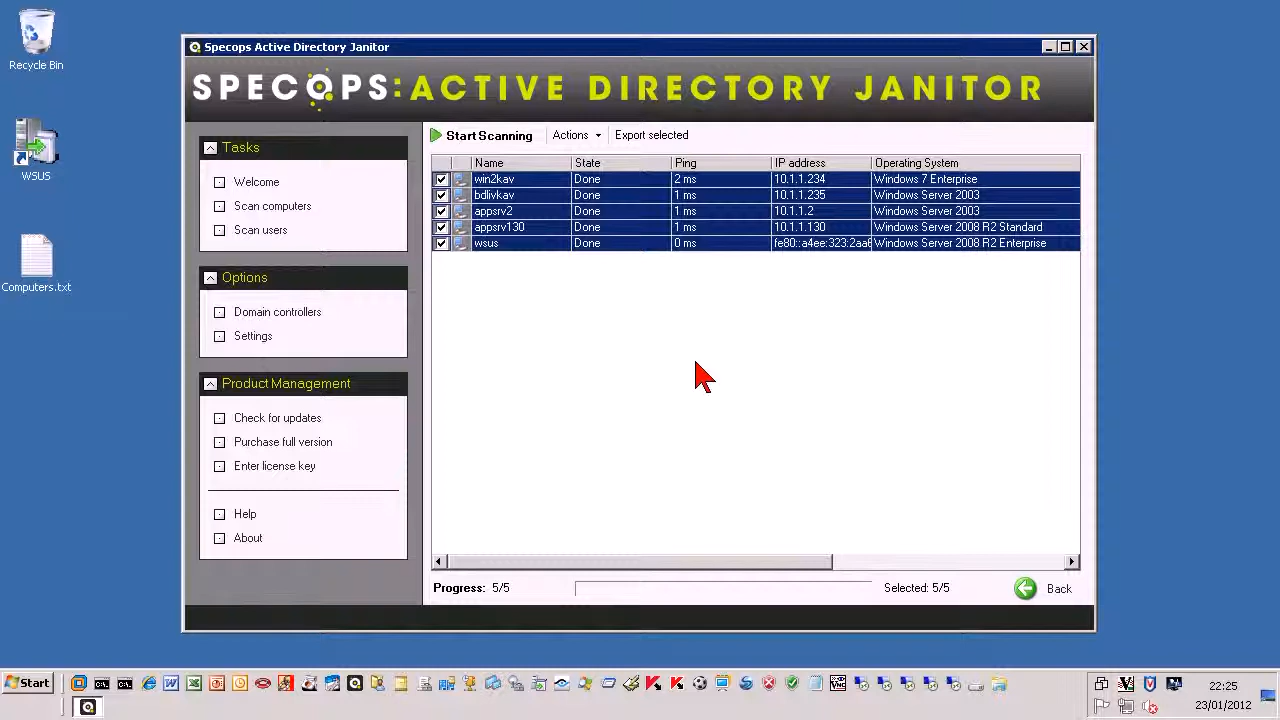 Recycle Bin
WSUS
Computers.txt
Specops Active Directory Janitor
SPECOPS:ACTIVE DIRECTORY JANITOR
Tasks
Welcome
Scan computers
Scan users
Options
Domain controllers
Settings
Product Management
Check for updates
Purchase full version
Enter license key
Help
About
Start Scanning Actions Export selected
Name State Ping IP address Operating System
win2kav Done 2 ms 10.1.1.234 Windows 7 Enterprise
bdlivkav Done 1 ms 10.1.1.235 Windows Server 2003
appsrv2 Done 1 ms 10.1.1.2 Windows Server 2003
appsrv130 Done 1 ms 10.1.1.130 Windows Server 2008 R2 Standard
wsus Done 0 ms fe80::a4ee:323:2aa Windows Server 2008 R2 Enterprise
Progress: 5/5 Selected: 5/5 Back
Start
22:25
23/01/2012